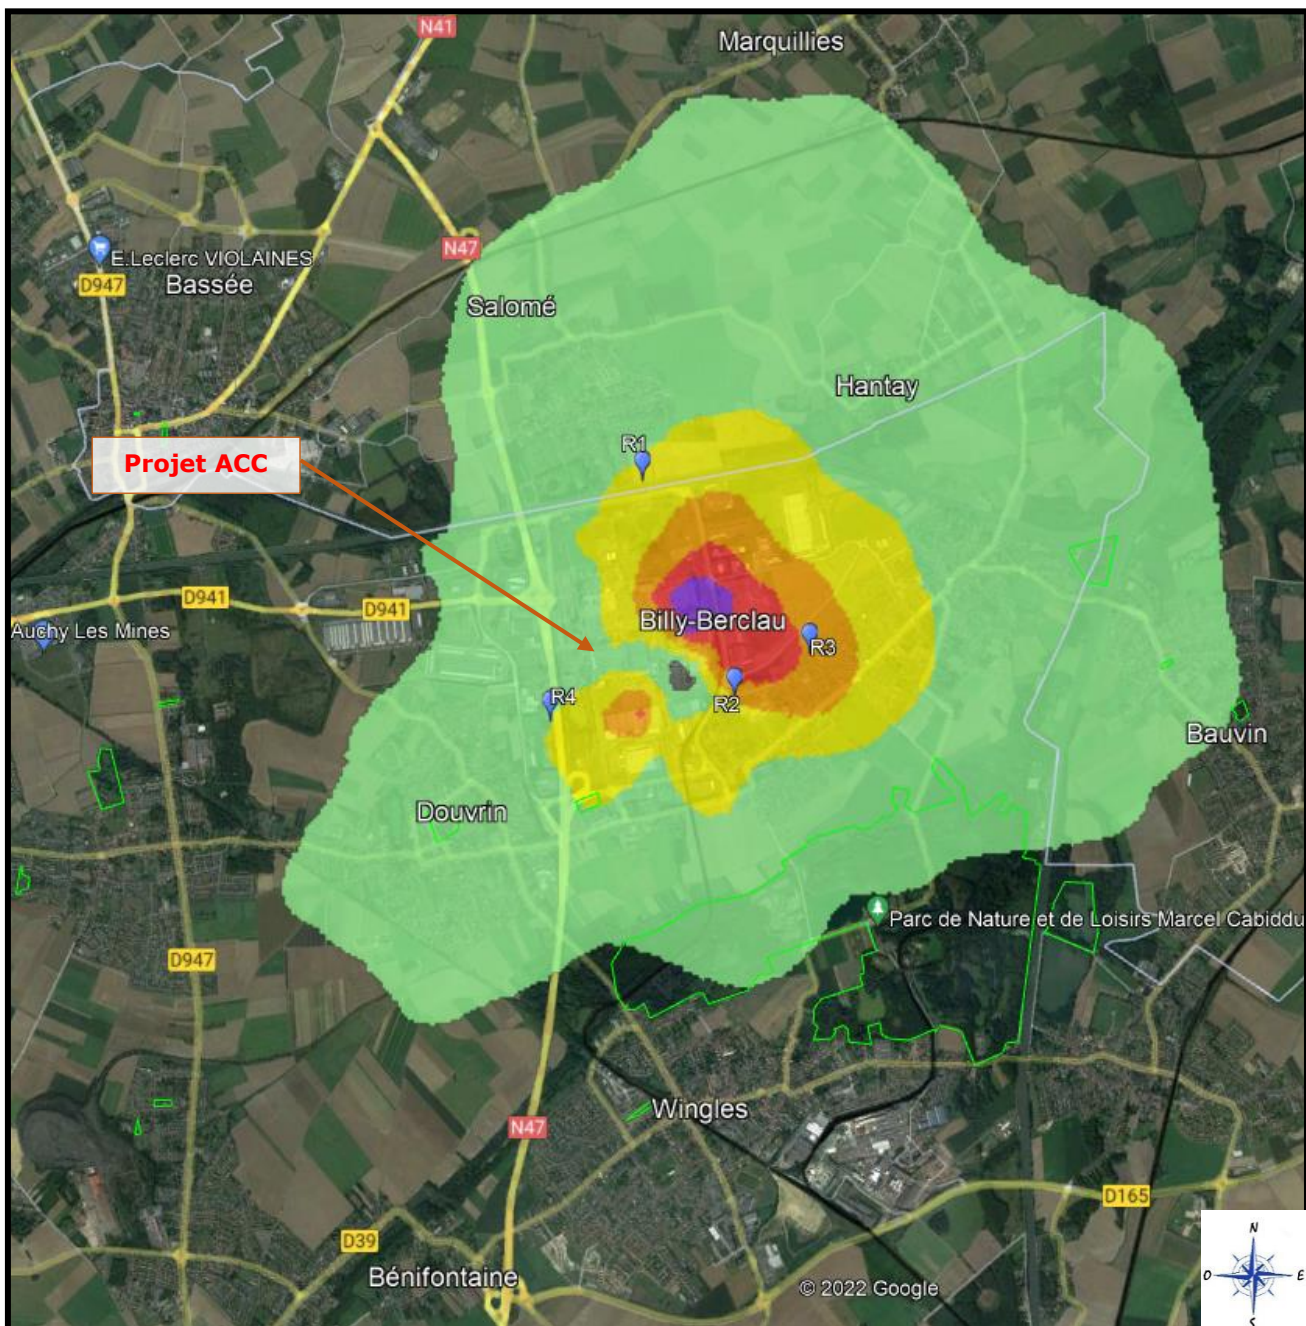 N41
Marquillies
E.Leclerc VIOLAINES
N47
D947
Bassée
Salomé
Hantay
R1
Projet ACC
D941
D941
Billy-Berclau
Auchy Les Mines
R3
R4
R2
Bauvin
Douvrin
Parc de Nature et de Loisirs Marcel Cabiddu
D947
Wingles
N47
D165
D39
Bénifontaine
© 2022 Google
N
O
E
S